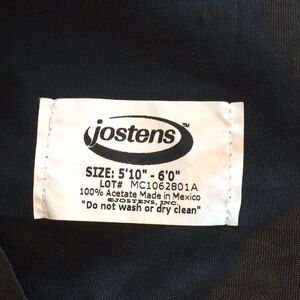 jostens™
SIZE: 5'10" - 6'0"
LOT# MC1062801A
100% Acetate Made in Mexico
©JOSTENS, INC.
"Do not wash or dry clean"